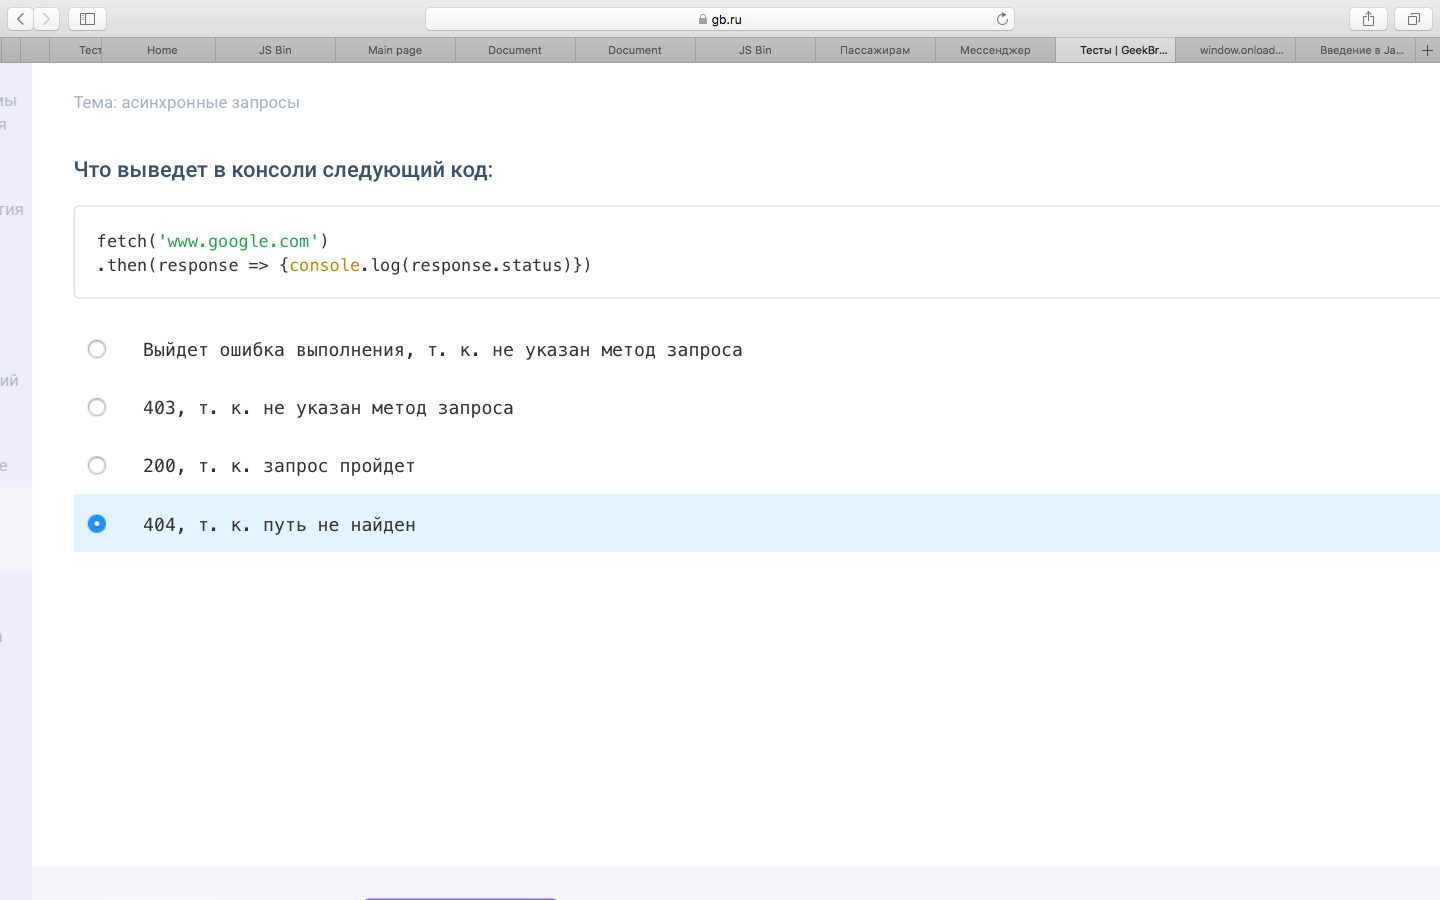 gb.ru
Тест
Home
JS Bin
Main page
Document
Document
JS Bin
Пассажирам
Мессенджер
Тесты | GeekBr...
window.onload...
Введение в Ja...
Тема: асинхронные запросы
Что выведет в консоли следующий код:
fetch('www.google.com')
.then(response => {console.log(response.status)})
Выйдет ошибка выполнения, т. к. не указан метод запроса
403, т. к. не указан метод запроса
200, т. к. запрос пройдет
404, т. к. путь не найден